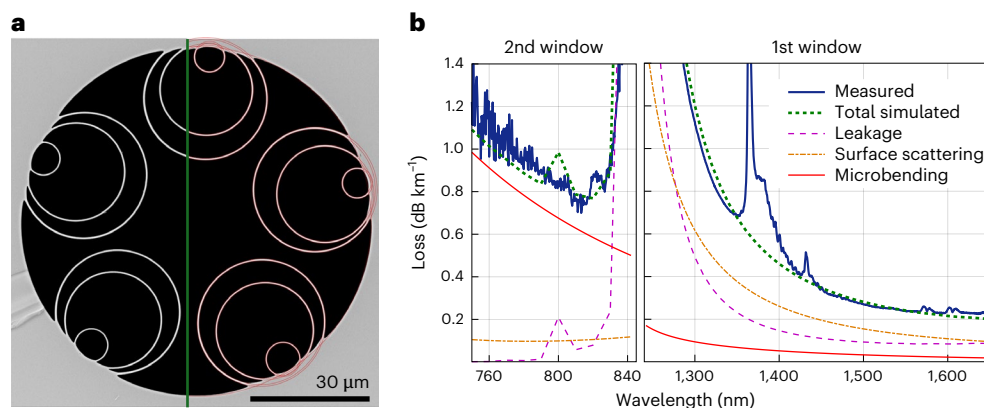 a
30 µm
b
2nd window
1st window
Loss (dB km⁻¹)
1.4
1.2
1.0
0.8
0.6
0.4
0.2
760
800
840
1,300
1,400
1,500
1,600
Wavelength (nm)
Measured
Total simulated
Leakage
Surface scattering
Microbending